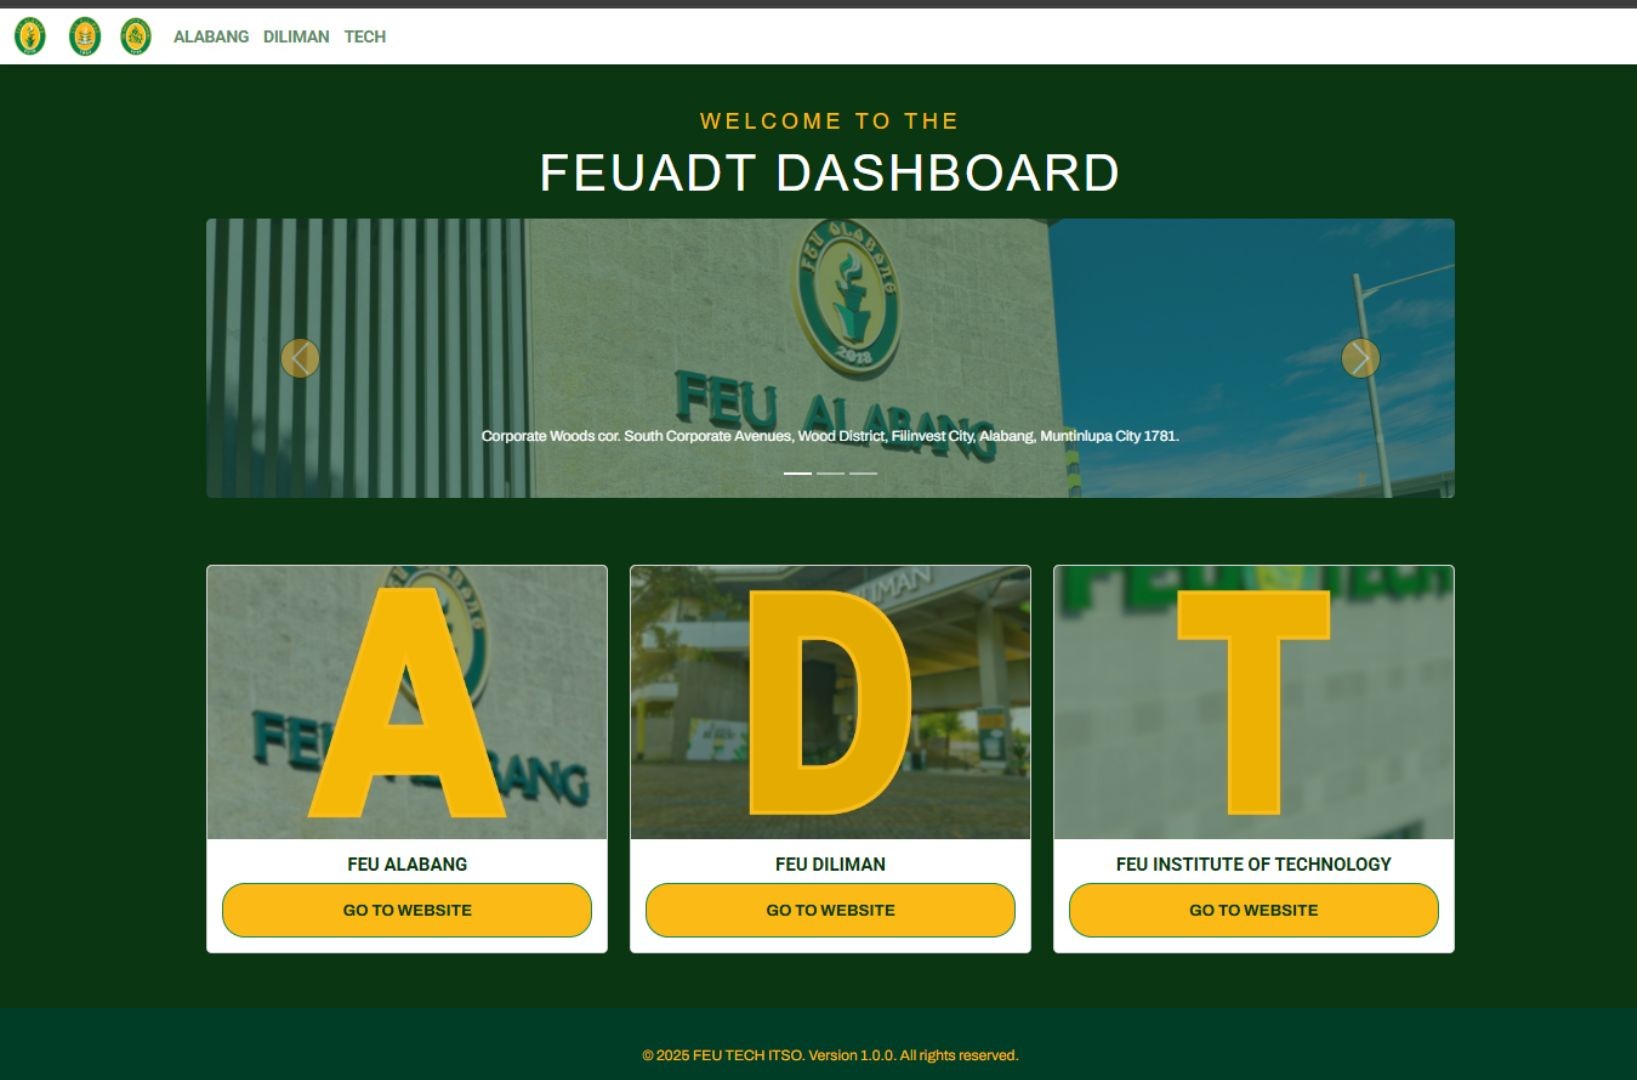 ALABANG DILIMAN TECH
WELCOME TO THE
FEUADT DASHBOARD
FEU ALABANG
2018
FEU ALABANG
Corporate Woods cor. South Corporate Avenues, Wood District, Filinvest City, Alabang, Muntinlupa City 1781.
A
D
T
FEU ALABANG
FEU DILIMAN
FEU INSTITUTE OF TECHNOLOGY
GO TO WEBSITE
GO TO WEBSITE
GO TO WEBSITE
© 2025 FEU TECH ITSO. Version 1.0.0. All rights reserved.